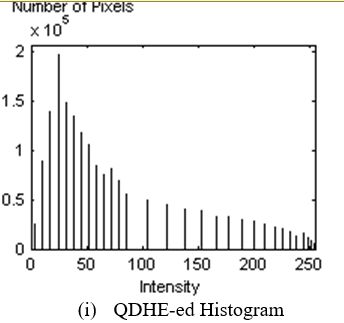 Number of Pixels
x 10^5
2
1.5
1
0.5
0
0 50 100 150 200 250
Intensity
(i) QDHE-ed Histogram